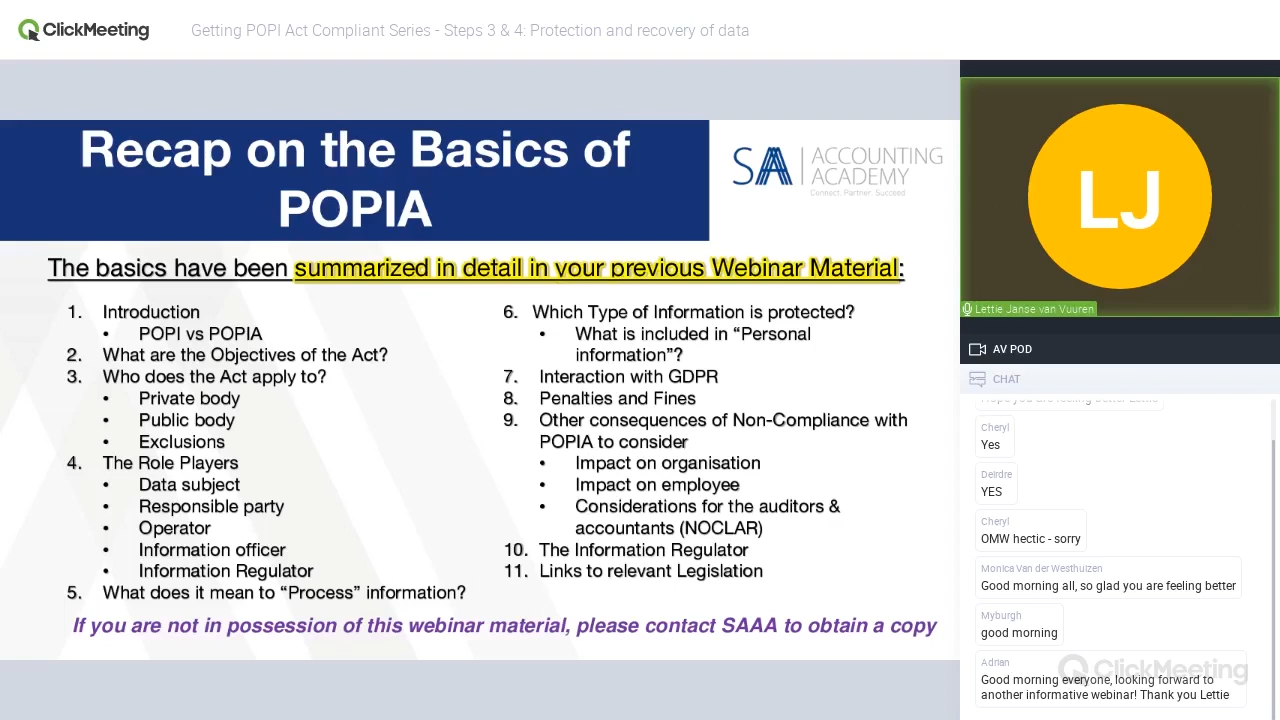 ClickMeeting
Getting POPI Act Compliant Series - Steps 3 & 4: Protection and recovery of data
Recap on the Basics of
POPIA
SA ACCOUNTING
ACADEMY
Connect. Partner. Succeed.
The basics have been summarized in detail in your previous Webinar Material:
1. Introduction
• POPI vs POPIA
2. What are the Objectives of the Act?
3. Who does the Act apply to?
• Private body
• Public body
• Exclusions
4. The Role Players
• Data subject
• Responsible party
• Operator
• Information officer
• Information Regulator
5. What does it mean to “Process” information?
6. Which Type of Information is protected?
• What is included in “Personal
information”?
7. Interaction with GDPR
8. Penalties and Fines
9. Other consequences of Non-Compliance with
POPIA to consider
• Impact on organisation
• Impact on employee
• Considerations for the auditors &
accountants (NOCLAR)
10. The Information Regulator
11. Links to relevant Legislation
If you are not in possession of this webinar material, please contact SAAA to obtain a copy
LJ
Lettie Janse van Vuuren
AV POD
CHAT
Hope you are feeling better Lettie
Cheryl
Yes
Deirdre
YES
Cheryl
OMW hectic - sorry
Monica Van der Westhuizen
Good morning all, so glad you are feeling better
Myburgh
good morning
Adrian
Good morning everyone, looking forward to
another informative webinar! Thank you Lettie
ClickMeeting